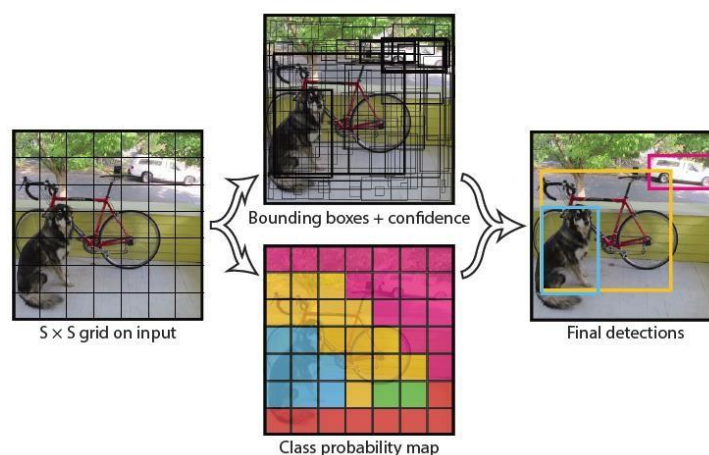 Bounding boxes + confidence
S × S grid on input
Final detections
Class probability map